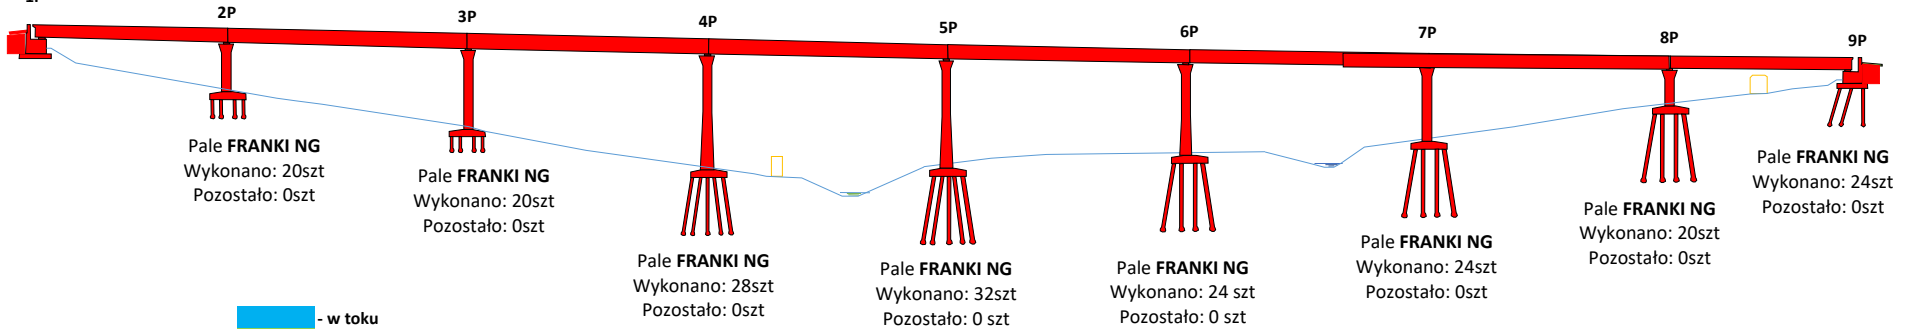 2P
3P
4P
5P
6P
7P
8P
9P
Pale FRANKI NG
Wykonano: 20szt
Pozostało: 0szt
Pale FRANKI NG
Wykonano: 20szt
Pozostało: 0szt
Pale FRANKI NG
Wykonano: 28szt
Pozostało: 0szt
Pale FRANKI NG
Wykonano: 32szt
Pozostało: 0 szt
Pale FRANKI NG
Wykonano: 24 szt
Pozostało: 0 szt
Pale FRANKI NG
Wykonano: 24szt
Pozostało: 0szt
Pale FRANKI NG
Wykonano: 20szt
Pozostało: 0szt
Pale FRANKI NG
Wykonano: 24szt
Pozostało: 0szt
- w toku